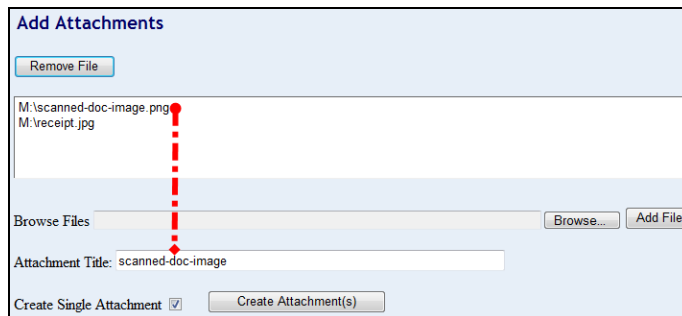 Add Attachments
Remove File
M:\scanned-doc-image.png
M:\receipt.jpg
Browse Files Browse... Add File
Attachment Title: scanned-doc-image
Create Single Attachment Create Attachment(s)